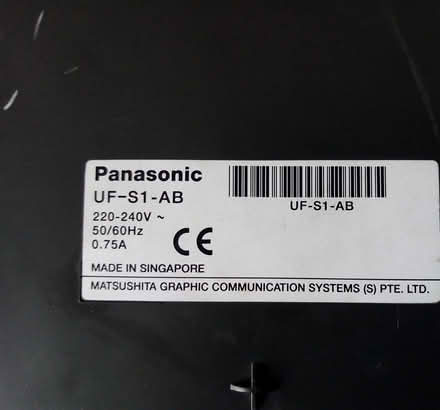 Panasonic
UF-S1-AB
220-240V ~
50/60Hz
0.75A
CE
UF-S1-AB
MADE IN SINGAPORE
MATSUSHITA GRAPHIC COMMUNICATION SYSTEMS (S) PTE. LTD.